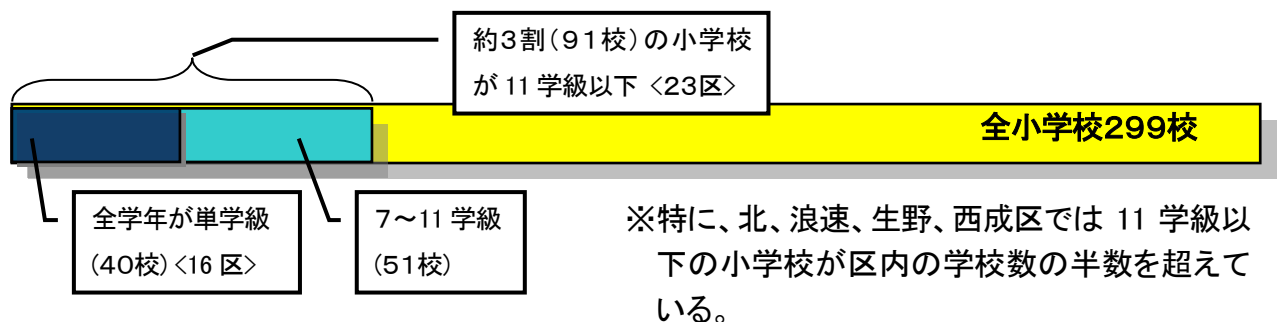 約3割(91校)の小学校
が 11 学級以下 <23区>
全小学校299校
全学年が単学級
(40校)<16 区>
7~11 学級
(51校)
※特に、北、浪速、生野、西成区では 11 学級以
下の小学校が区内の学校数の半数を超えて
いる。